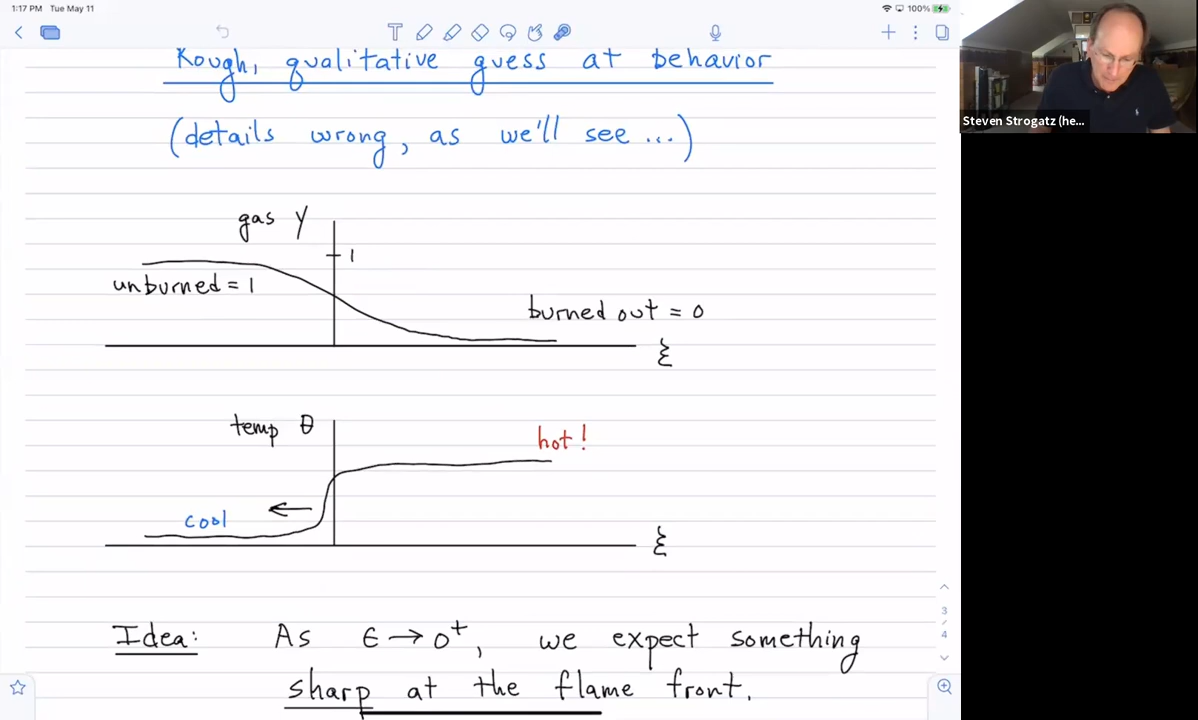 1:17 PM Tue May 11
100%
Rough, qualitative guess at behavior
(details wrong, as we'll see ...)
Steven Strogatz (he...
gas Y
1
unburned = 1
burned out = 0
ξ
temp θ
hot!
cool
ξ
Idea: As ϵ → 0⁺, we expect something
sharp at the flame front.
3
/
4